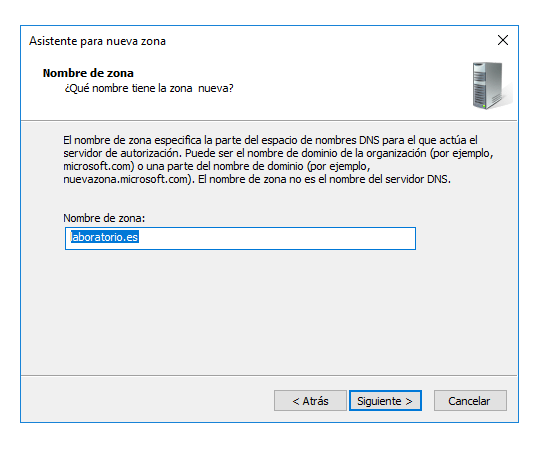 Asistente para nueva zona
Nombre de zona
¿Qué nombre tiene la zona nueva?
El nombre de zona especifica la parte del espacio de nombres DNS para el que actúa el
servidor de autorización. Puede ser el nombre de dominio de la organización (por ejemplo,
microsoft.com) o una parte del nombre de dominio (por ejemplo,
nuevazona.microsoft.com). El nombre de zona no es el nombre del servidor DNS.
Nombre de zona:
laboratorio.es
< Atrás Siguiente > Cancelar